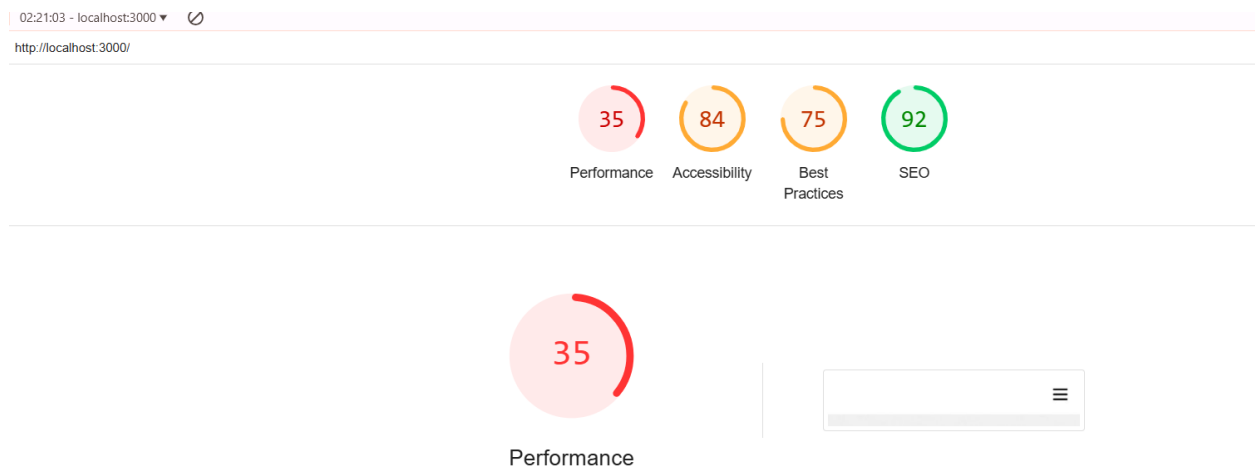 02:21:03 - localhost:3000 ▼
http://localhost:3000/
35 84 75 92
Performance Accessibility Best Practices SEO
35
Performance